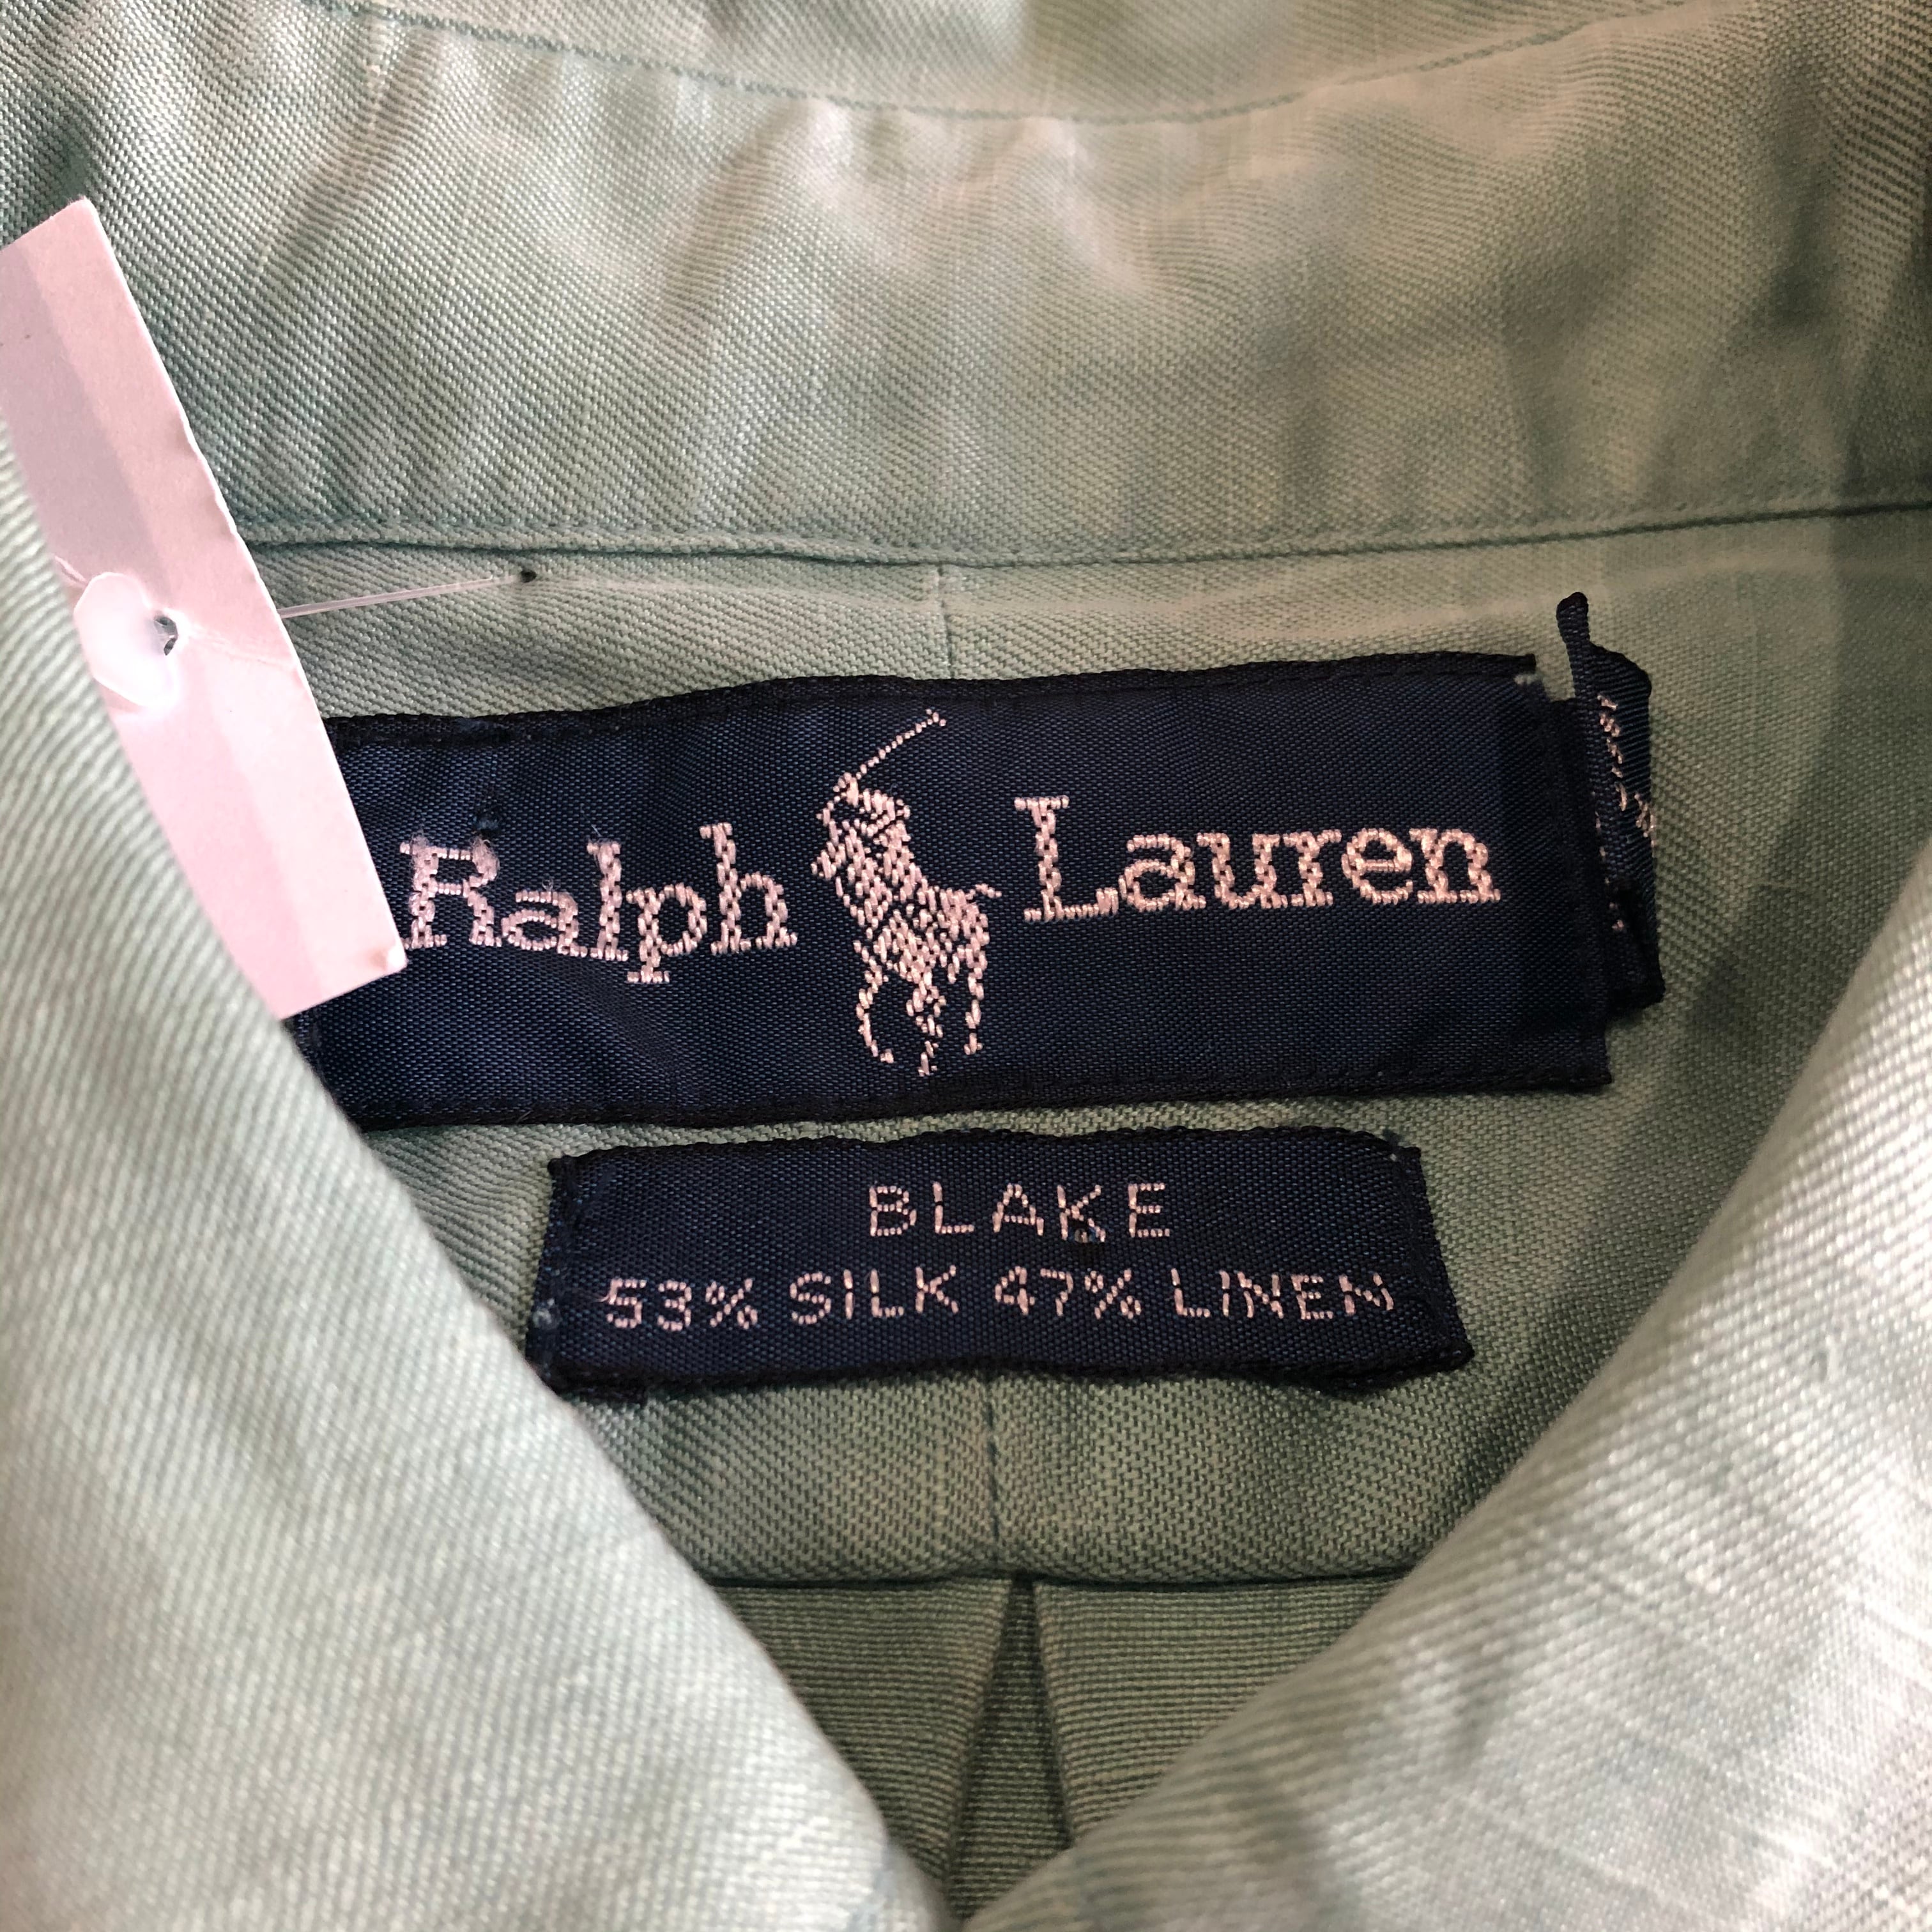 Ralph Lauren
BLAKE
53% SILK 47% LINEN